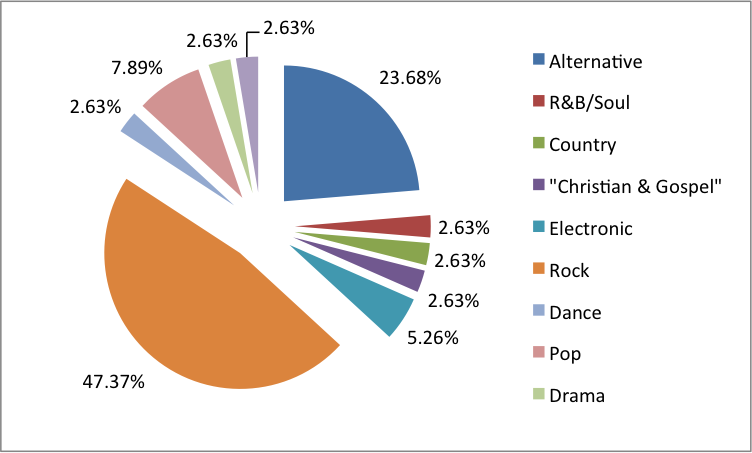 2.63%
2.63%
7.89%
23.68%
2.63%
2.63%
2.63%
2.63%
5.26%
47.37%
Alternative
R&B/Soul
Country
"Christian & Gospel"
Electronic
Rock
Dance
Pop
Drama